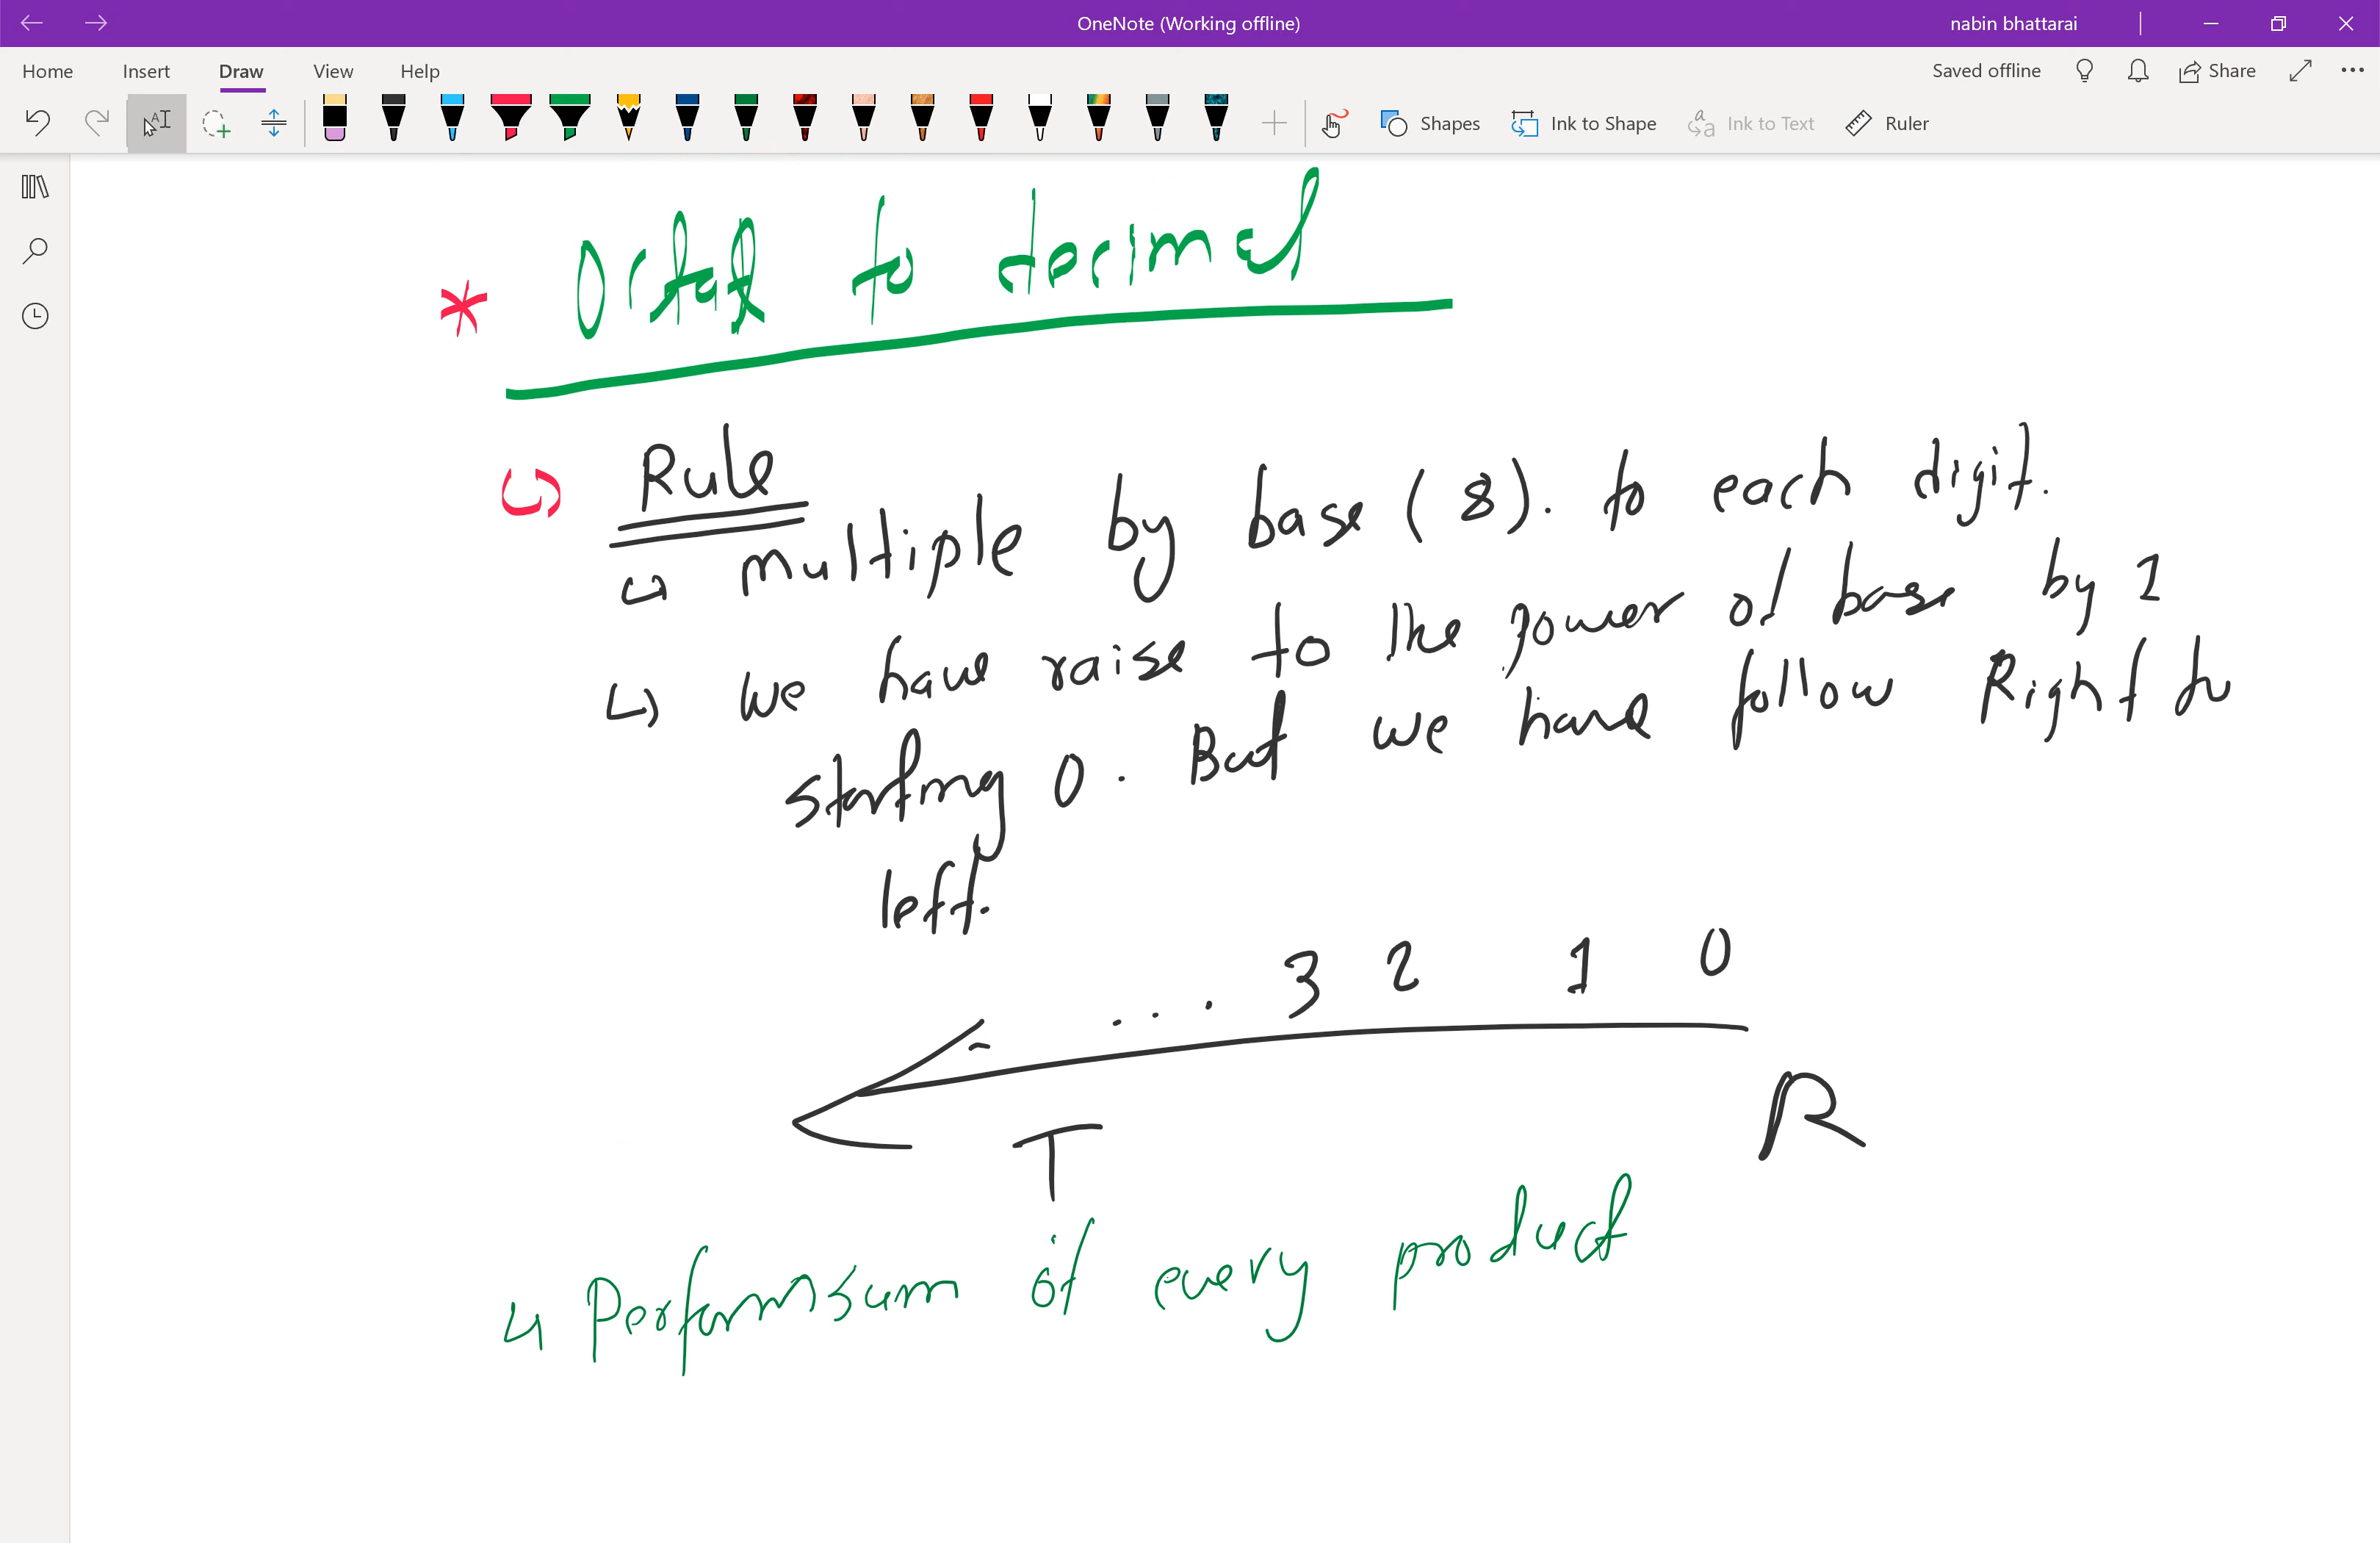 OneNote (Working offline)
nabin bhattarai
Home Insert Draw View Help
Saved offline Share
Shapes Ink to Shape Ink to Text Ruler
* Octal to decimal
Rule
multiple by base (8). to each digit.
we have raise to the power of base by 1
starting 0. But we have follow Right to
left.
... 3 2 1 0
T R
Perform sum of every product